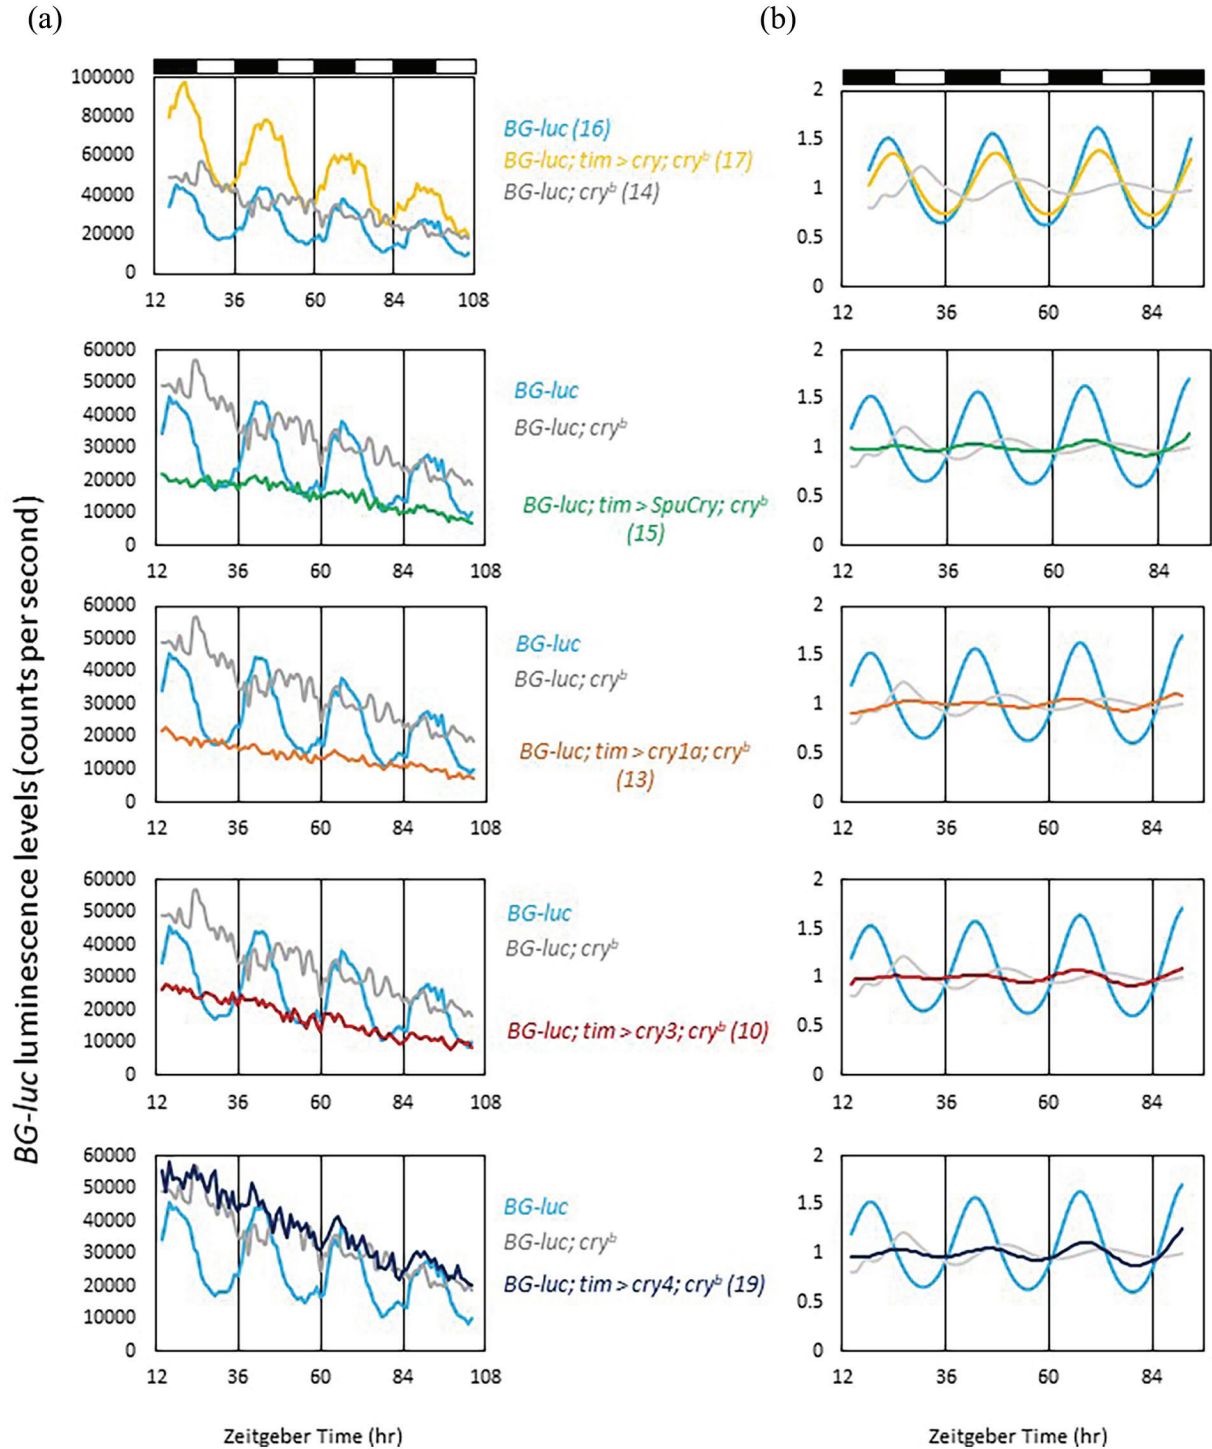 (a)
(b)
BG-luc luminescence levels (counts per second)
100000
80000
60000
40000
20000
0
12 36 60 84 108
BG-luc (16)
BG-luc; tim > cry; cryᵇ (17)
BG-luc; cryᵇ (14)
2
1.5
1
0.5
0
12 36 60 84
60000
50000
40000
30000
20000
10000
0
12 36 60 84 108
BG-luc
BG-luc; cryᵇ
BG-luc; tim > SpuCry; cryᵇ
(15)
2
1.5
1
0.5
0
12 36 60 84
60000
50000
40000
30000
20000
10000
0
12 36 60 84 108
BG-luc
BG-luc; cryᵇ
BG-luc; tim > cry1a; cryᵇ
(13)
2
1.5
1
0.5
0
12 36 60 84
60000
50000
40000
30000
20000
10000
0
12 36 60 84 108
BG-luc
BG-luc; cryᵇ
BG-luc; tim > cry3; cryᵇ (10)
2
1.5
1
0.5
0
12 36 60 84
60000
50000
40000
30000
20000
10000
0
12 36 60 84 108
BG-luc
BG-luc; cryᵇ
BG-luc; tim > cry4; cryᵇ (19)
2
1.5
1
0.5
0
12 36 60 84
Zeitgeber Time (hr)
Zeitgeber Time (hr)